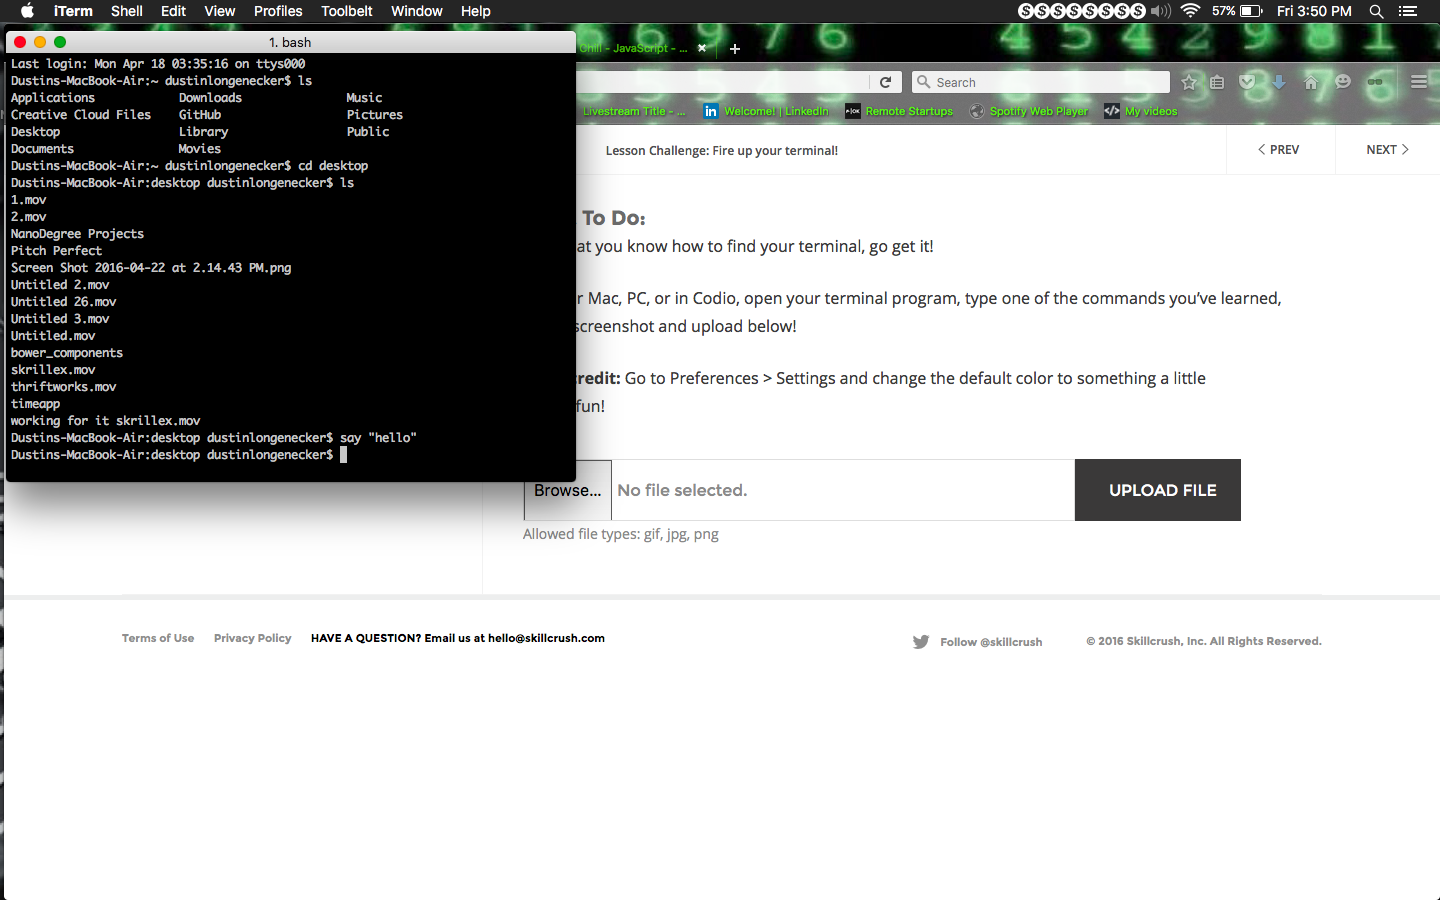 iTerm Shell Edit View Profiles Toolbelt Window Help
57% Fri 3:50 PM
1. bash
Last login: Mon Apr 18 03:35:16 on ttys000
Dustins-MacBook-Air:~ dustinlongenecker$ ls
Applications Downloads Music
Creative Cloud Files GitHub Pictures
Desktop Library Public
Documents Movies
Dustins-MacBook-Air:~ dustinlongenecker$ cd desktop
Dustins-MacBook-Air:desktop dustinlongenecker$ ls
1.mov
2.mov
NanoDegree Projects
Pitch Perfect
Screen Shot 2016-04-22 at 2.14.43 PM.png
Untitled 2.mov
Untitled 26.mov
Untitled 3.mov
Untitled.mov
bower_components
skrillex.mov
thriftworks.mov
timeapp
working for it skrillex.mov
Dustins-MacBook-Air:desktop dustinlongenecker$ say "hello"
Dustins-MacBook-Air:desktop dustinlongenecker$
- JavaScript - ...
Search
Livestream Title - ... Welcome! | LinkedIn Remote Startups Spotify Web Player My videos
Lesson Challenge: Fire up your terminal!
PREV
NEXT
To Do:
at you know how to find your terminal, go get it!
r Mac, PC, or in Codio, open your terminal program, type one of the commands you’ve learned,
screenshot and upload below!
credit: Go to Preferences > Settings and change the default color to something a little
fun!
Browse... No file selected.
UPLOAD FILE
Allowed file types: gif, jpg, png
Terms of Use Privacy Policy HAVE A QUESTION? Email us at hello@skillcrush.com
Follow @skillcrush © 2016 Skillcrush, Inc. All Rights Reserved.